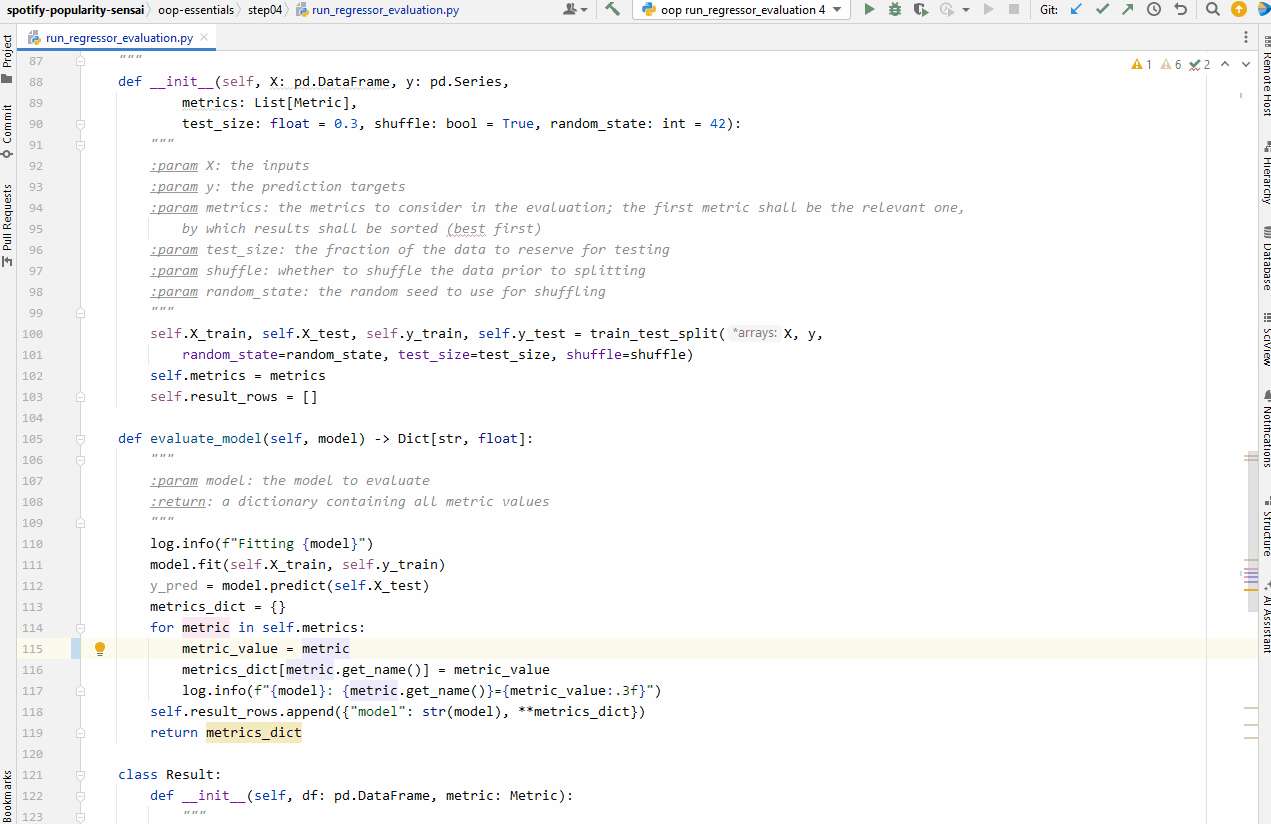 spotify-popularity-sensai
oop-essentials
step04
run_regressor_evaluation.py
oop run_regressor_evaluation 4
Git:
run_regressor_evaluation.py
1 6 2
87 """
88 def __init__(self, X: pd.DataFrame, y: pd.Series,
89 metrics: List[Metric],
90 test_size: float = 0.3, shuffle: bool = True, random_state: int = 42):
91 """
92 :param X: the inputs
93 :param y: the prediction targets
94 :param metrics: the metrics to consider in the evaluation; the first metric shall be the relevant one,
95 by which results shall be sorted (best first)
96 :param test_size: the fraction of the data to reserve for testing
97 :param shuffle: whether to shuffle the data prior to splitting
98 :param random_state: the random seed to use for shuffling
99 """
100 self.X_train, self.X_test, self.y_train, self.y_test = train_test_split( *arrays: X, y,
101 random_state=random_state, test_size=test_size, shuffle=shuffle)
102 self.metrics = metrics
103 self.result_rows = []
104
105 def evaluate_model(self, model) -> Dict[str, float]:
106 """
107 :param model: the model to evaluate
108 :return: a dictionary containing all metric values
109 """
110 log.info(f"Fitting {model}")
111 model.fit(self.X_train, self.y_train)
112 y_pred = model.predict(self.X_test)
113 metrics_dict = {}
114 for metric in self.metrics:
115 metric_value = metric
116 metrics_dict[metric.get_name()] = metric_value
117 log.info(f"{model}: {metric.get_name()}={metric_value:.3f}")
118 self.result_rows.append({"model": str(model), **metrics_dict})
119 return metrics_dict
120
121 class Result:
122 def __init__(self, df: pd.DataFrame, metric: Metric):
123 """
Project
Commit
Pull Requests
Bookmarks
Remote Host
Hierarchy
Database
SciView
Notifications
Structure
AI Assistant